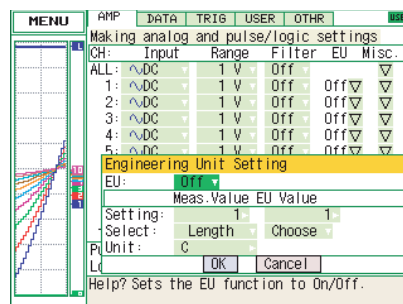 MENU AMP DATA TRIG USER OTHR USE
Making analog and pulse/logic settings
CH: Input Range Filter EU Misc.
ALL: DC 1 V Off
1: DC 1 V Off Off
2: DC 1 V Off Off
3: DC 1 V Off Off
4: DC 1 V Off Off
5: DC 1 V Off Off
Engineering Unit Setting
EU: Off
Meas.Value EU Value
Setting: 1 1
Select: Length Choose
Unit: C
OK Cancel
Help? Sets the EU function to On/Off.